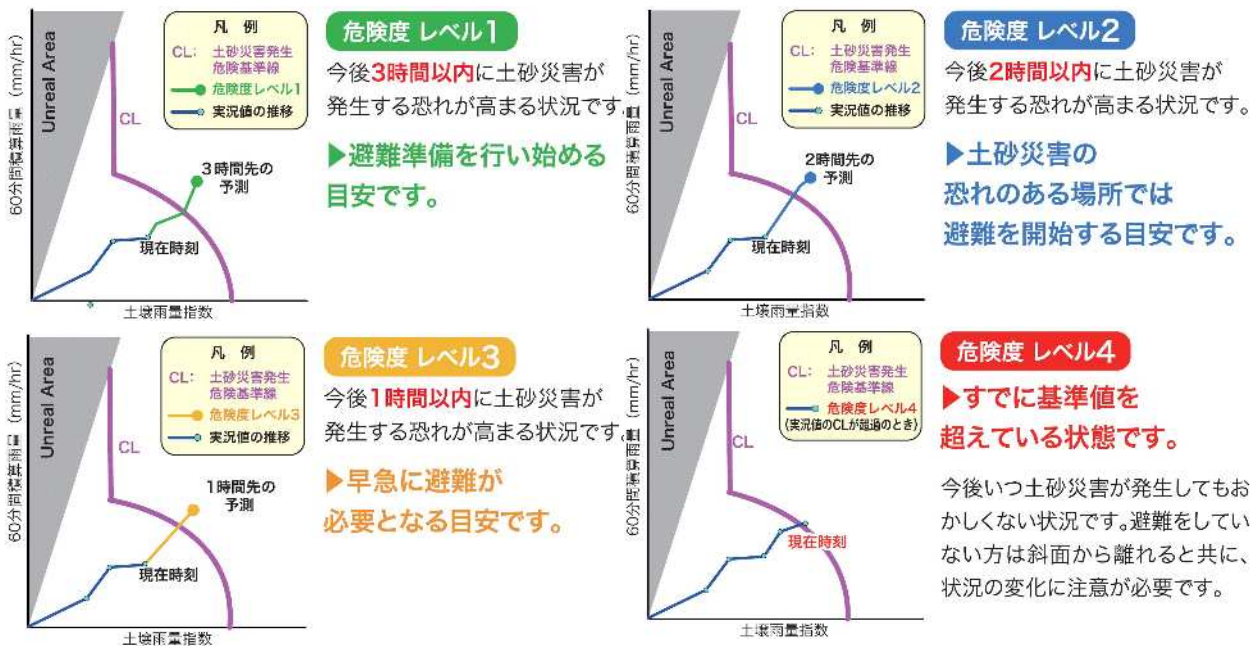 60分間積算雨量 (mm/hr)
Unreal Area
凡 例
CL: 土砂災害発生
危険基準線
危険度レベル1
実況値の推移
CL
3時間先の
予測
現在時刻
土壌雨量指数
危険度 レベル1
今後3時間以内に土砂災害が
発生する恐れが高まる状況です。
▶避難準備を行い始める
目安です。
60分間積算雨量 (mm/hr)
Unreal Area
凡 例
CL: 土砂災害発生
危険基準線
危険度レベル2
実況値の推移
CL
2時間先の
予測
現在時刻
土壌雨量指数
危険度 レベル2
今後2時間以内に土砂災害が
発生する恐れが高まる状況です。
▶土砂災害の
恐れのある場所では
避難を開始する目安です。
60分間積算雨量 (mm/hr)
Unreal Area
凡 例
CL: 土砂災害発生
危険基準線
危険度レベル3
実況値の推移
CL
1時間先の
予測
現在時刻
土壌雨量指数
危険度 レベル3
今後1時間以内に土砂災害が
発生する恐れが高まる状況です。
▶早急に避難が
必要となる目安です。
60分間積算雨量 (mm/hr)
Unreal Area
凡 例
CL: 土砂災害発生
危険基準線
危険度レベル4
(実況値のCLが超過のとき)
CL
現在時刻
土壌雨量指数
危険度 レベル4
▶すでに基準値を
超えている状態です。
今後いつ土砂災害が発生してもお
かしくない状況です。避難をしてい
ない方は斜面から離れると共に、
状況の変化に注意が必要です。